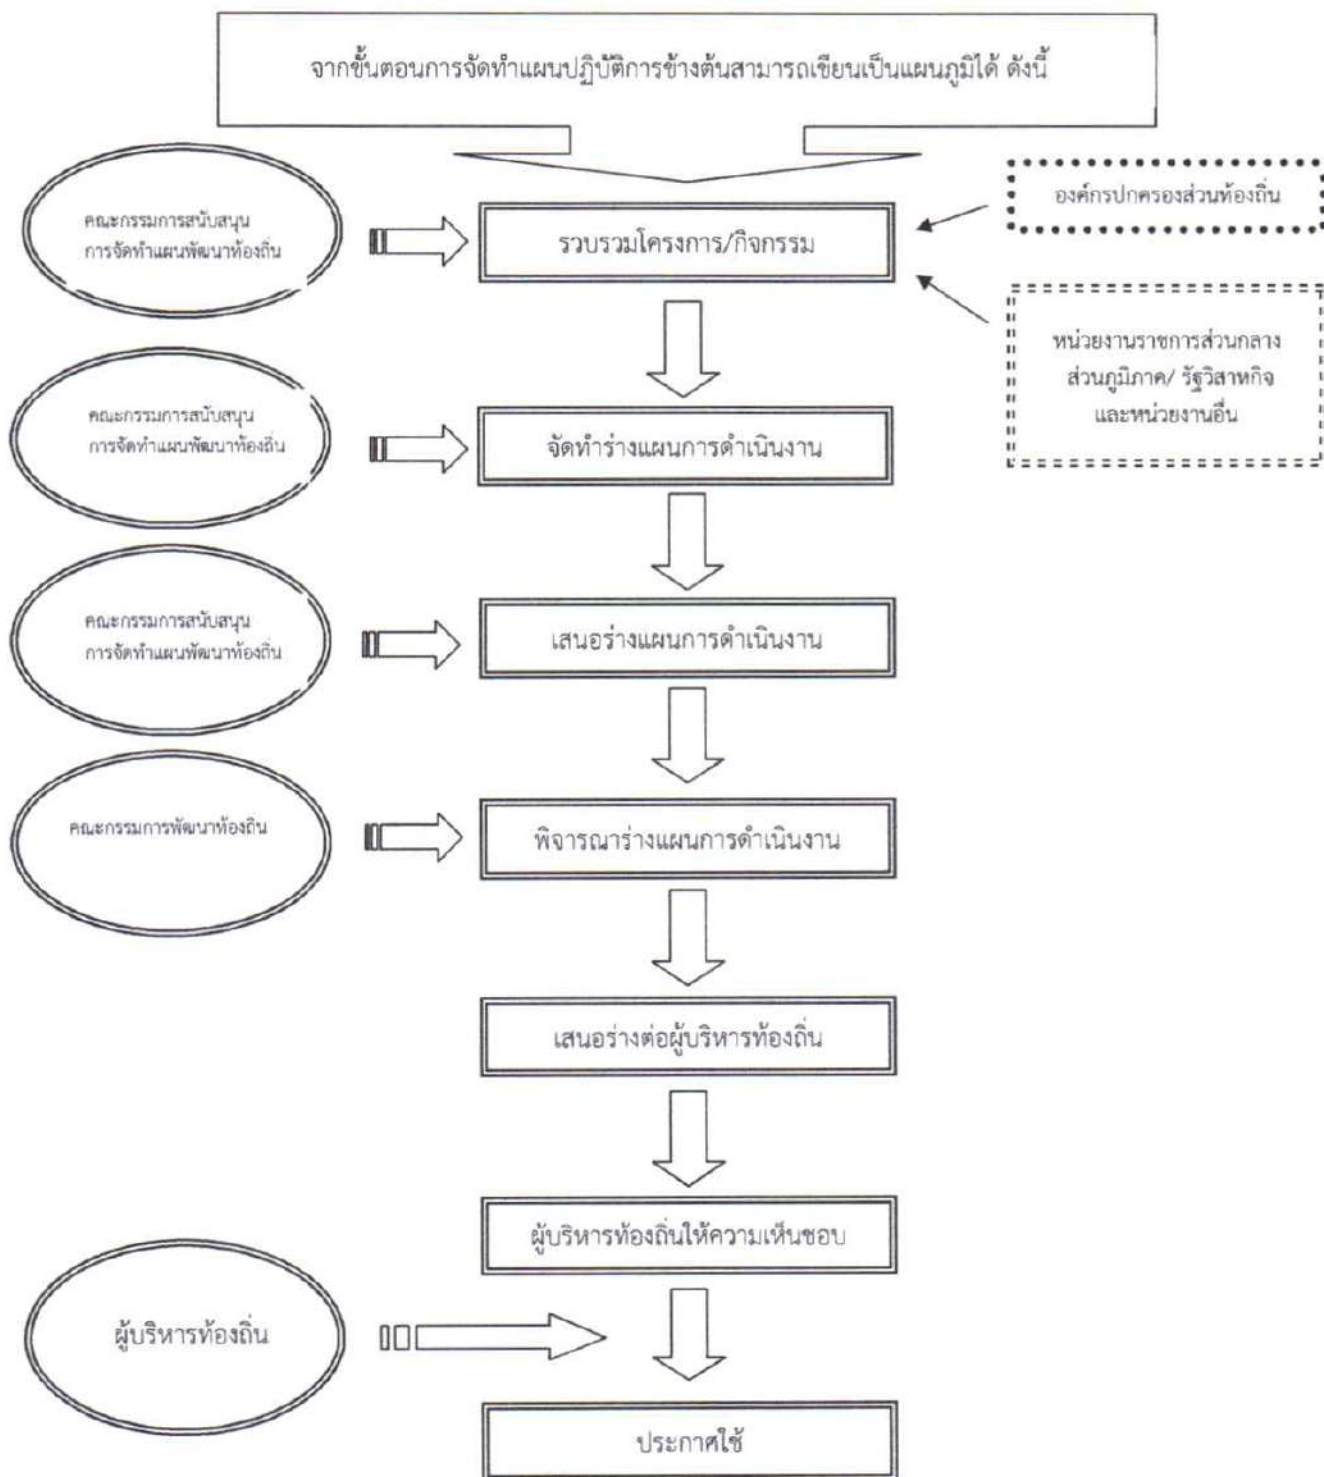 จากขั้นตอนการจัดทำแผนปฏิบัติการข้างต้นสามารถเขียนเป็นแผนภูมิได้ ดังนี้
คณะกรรมการสนับสนุน
การจัดทำแผนพัฒนาท้องถิ่น
รวบรวมโครงการ/กิจกรรม
องค์กรปกครองส่วนท้องถิ่น
หน่วยงานราชการส่วนกลาง
ส่วนภูมิภาค/ รัฐวิสาหกิจ
และหน่วยงานอื่น
คณะกรรมการสนับสนุน
การจัดทำแผนพัฒนาท้องถิ่น
จัดทำร่างแผนการดำเนินงาน
คณะกรรมการสนับสนุน
การจัดทำแผนพัฒนาท้องถิ่น
เสนอร่างแผนการดำเนินงาน
คณะกรรมการพัฒนาท้องถิ่น
พิจารณาร่างแผนการดำเนินงาน
เสนอร่างต่อผู้บริหารท้องถิ่น
ผู้บริหารท้องถิ่นให้ความเห็นชอบ
ผู้บริหารท้องถิ่น
ประกาศใช้